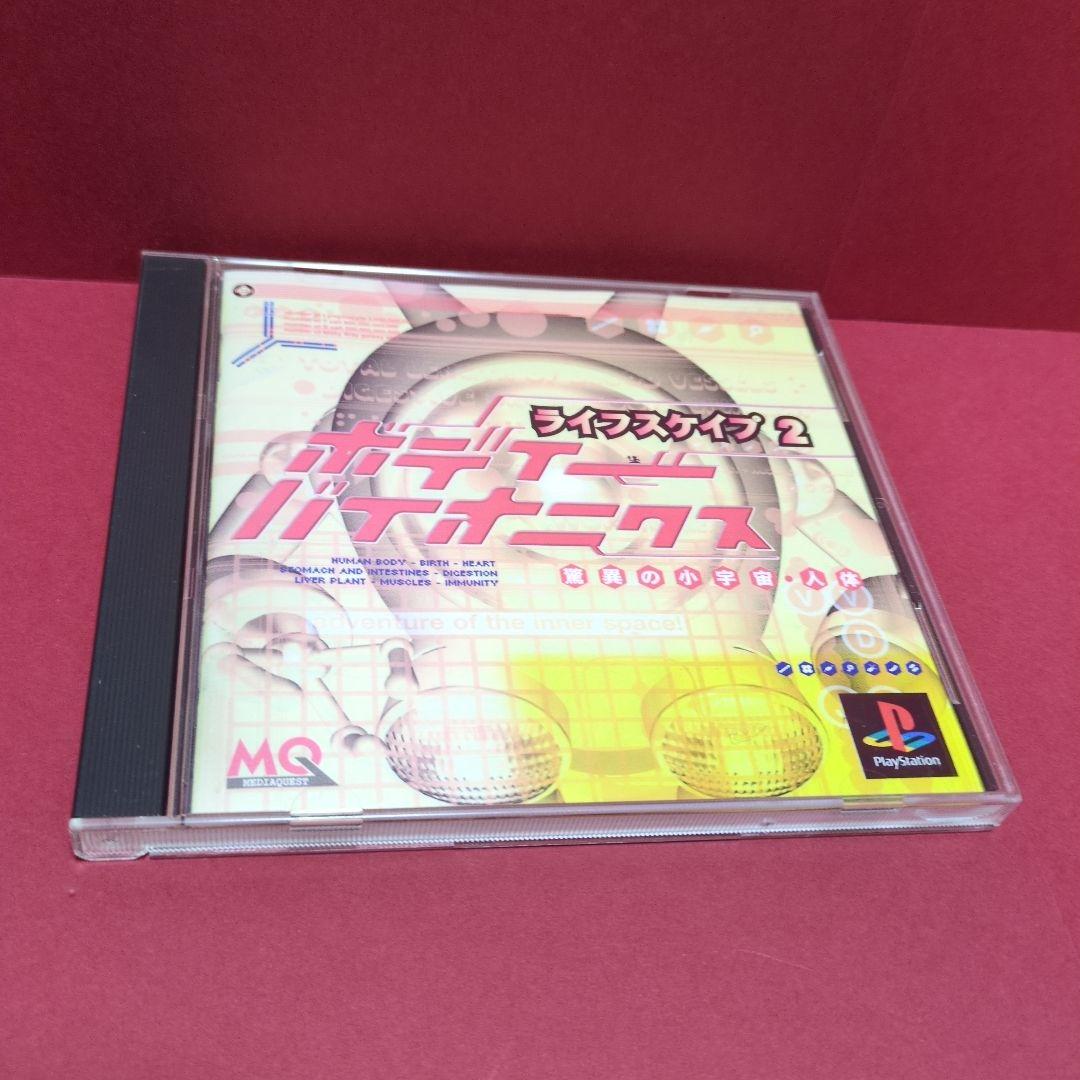 ライフスケイプ 2
ボディー
バイオニクス
HUMAN BODY - BIRTH - HEART
STOMACH AND INTESTINES - DIGESTION
LIVER PLANT - MUSCLES - IMMUNITY
驚異の小宇宙・人体
adventure of the inner space!
V V
D
MQ
MEDIAQUEST
PlayStation